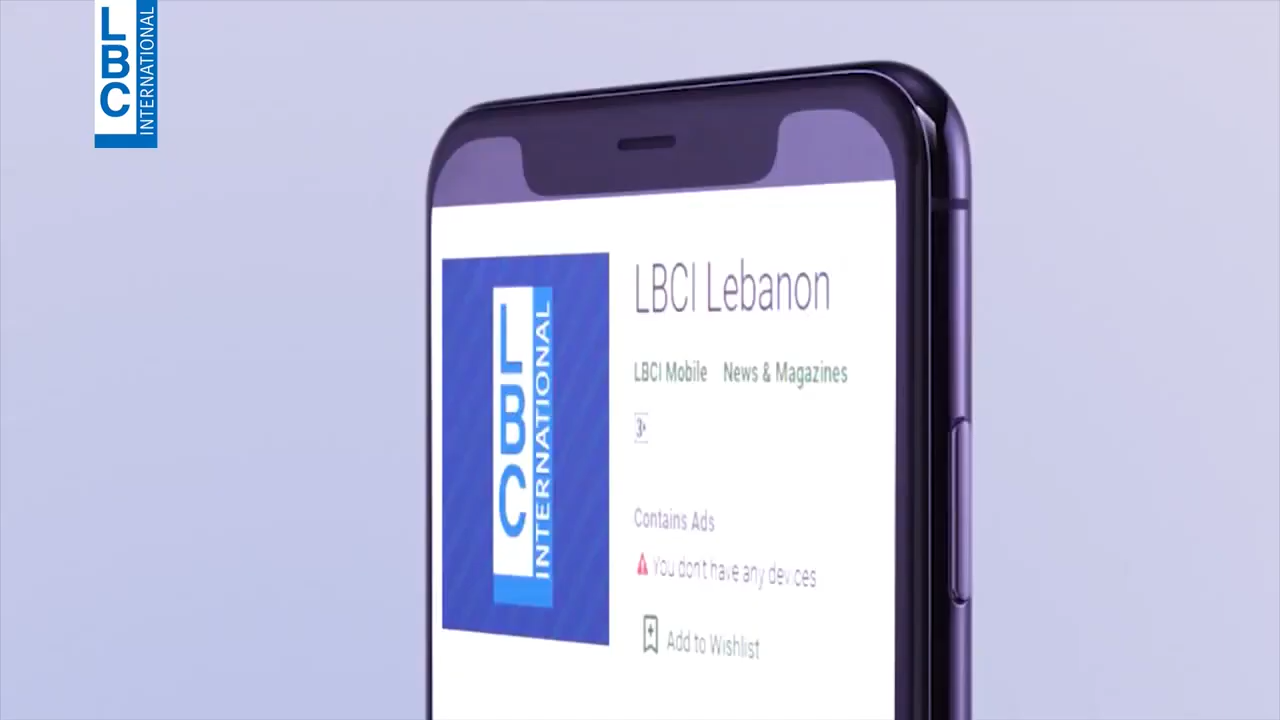 LBC
INTERNATIONAL
LBCI Lebanon
LBCI Mobile News & Magazines
3+
Contains Ads
You don't have any devices
Add to Wishlist
LBC
INTERNATIONAL